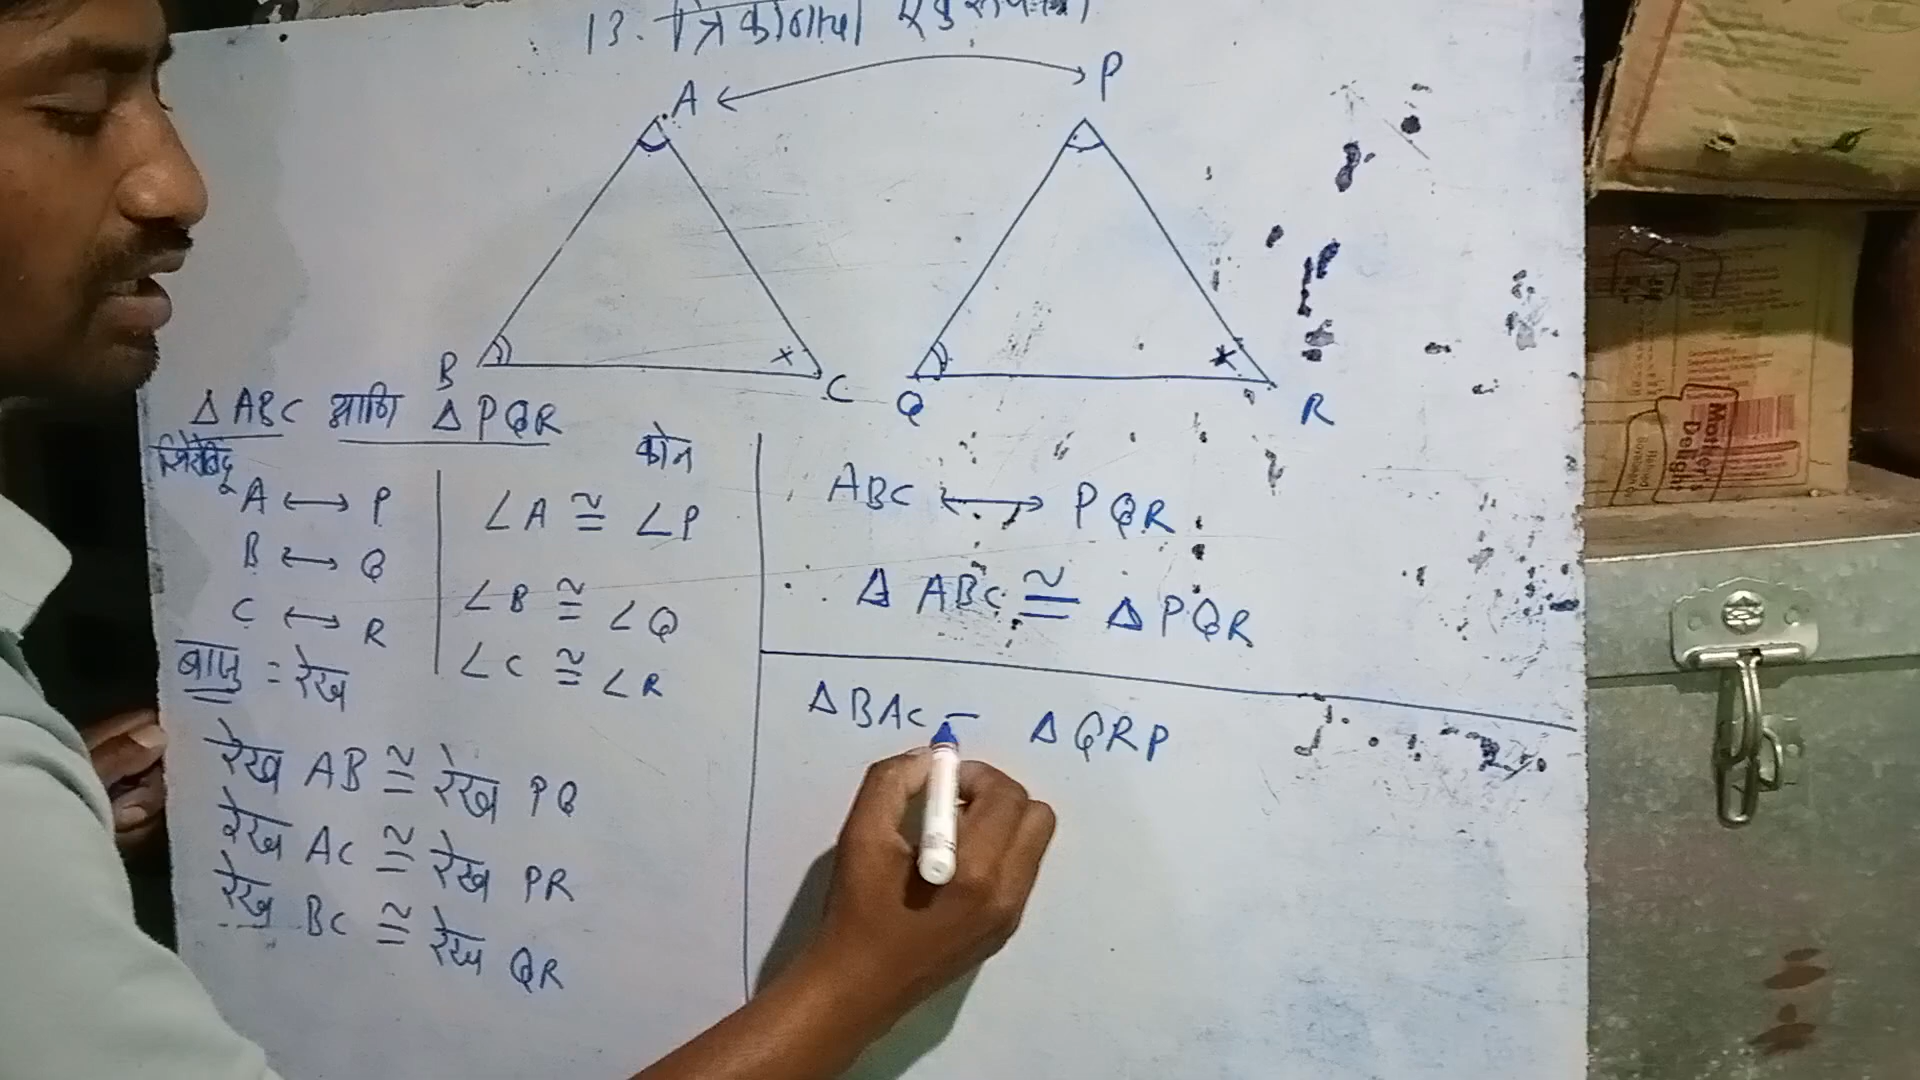 13. त्रिकोणाची एकरूपता
A ↔ P
B C Q R
Δ ABC आणि Δ PQR
शिरोबिंदू कोन
A ↔ P
B ↔ Q
C ↔ R
∠A ≅ ∠P
∠B ≅ ∠Q
∠C ≅ ∠R
बाजु = रेख
रेख AB ≅ रेख PQ
रेख AC ≅ रेख PR
रेख BC ≅ रेख QR
ABC ↔ PQR
Δ ABC ≅ Δ PQR
Δ BAC – Δ QRP
Mother's
Delight